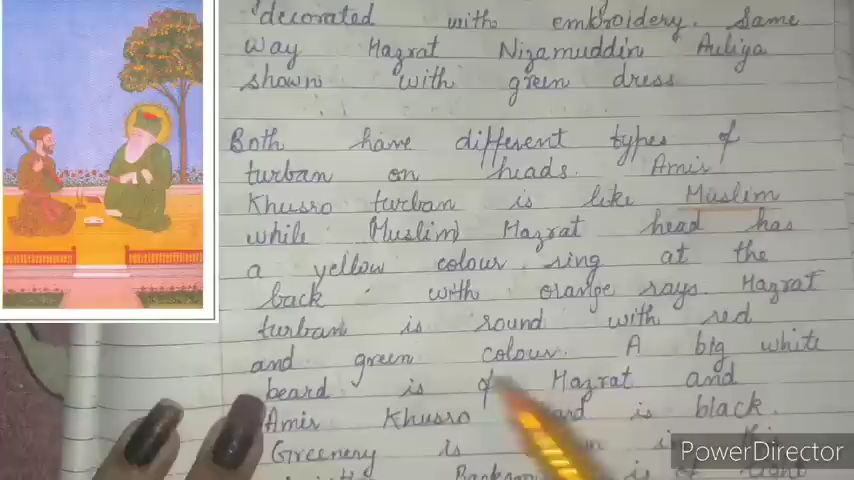 decorated with embroidery. Same
way Hazrat Nizamuddin Auliya
shown with green dress
Both have different types of
turban on heads. Amir
Khusro turban is like Muslim
while (Muslim) Hazrat head has
a yellow colour ring at the
back with orange rays. Hazrat
turban is round with red
and green colour. A big white
beard is of Hazrat and
Amir Khusro is black.
Greenery is in
is of
PowerDirector